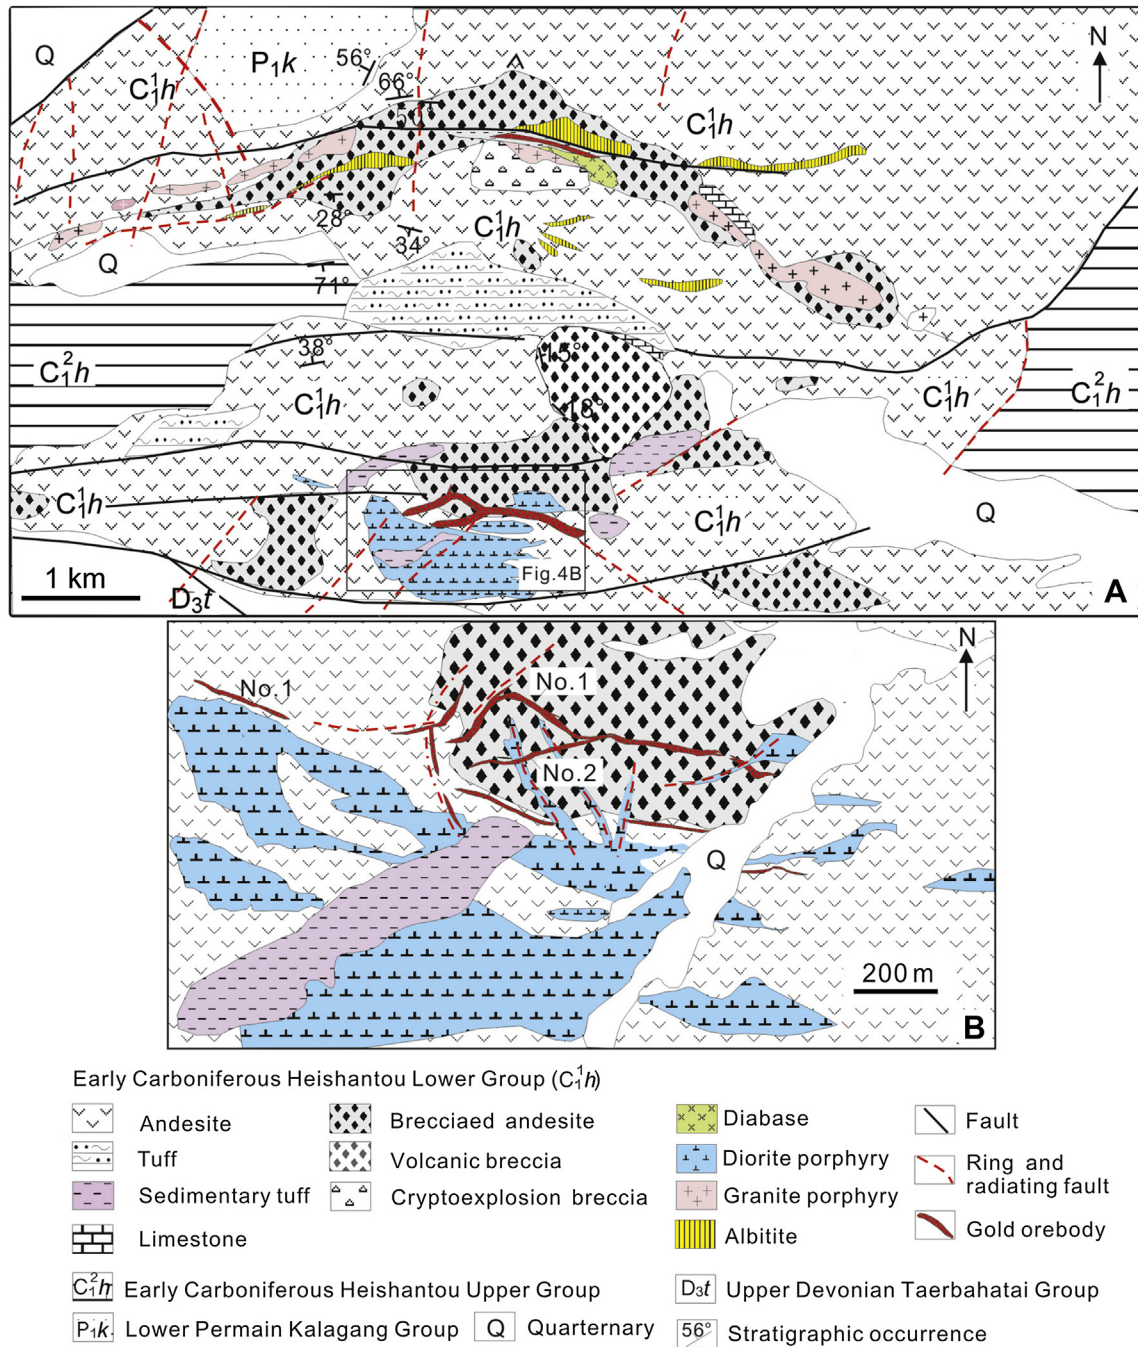 Q
C₁¹h
P₁k
56°
66°
50°
N
C₁¹h
28°
34°
C₁¹h
Q
71°
38°
15°
C₁²h
C₁¹h
18°
C₁¹h
C₁²h
C₁¹h
C₁¹h
Q
Fig.4B
1 km
D₃t
A
No.1
No.1
N
No.2
Q
200 m
B
Early Carboniferous Heishantou Lower Group (C₁¹h)
Andesite
Brecciaed andesite
Diabase
Fault
Tuff
Volcanic breccia
Diorite porphyry
Ring and
radiating fault
Sedimentary tuff
Cryptoexplosion breccia
Granite porphyry
Gold orebody
Limestone
Albitite
C₁²h Early Carboniferous Heishantou Upper Group
D₃t Upper Devonian Taerbahatai Group
P₁k. Lower Permain Kalagang Group
Q Quarternary
56° Stratigraphic occurrence